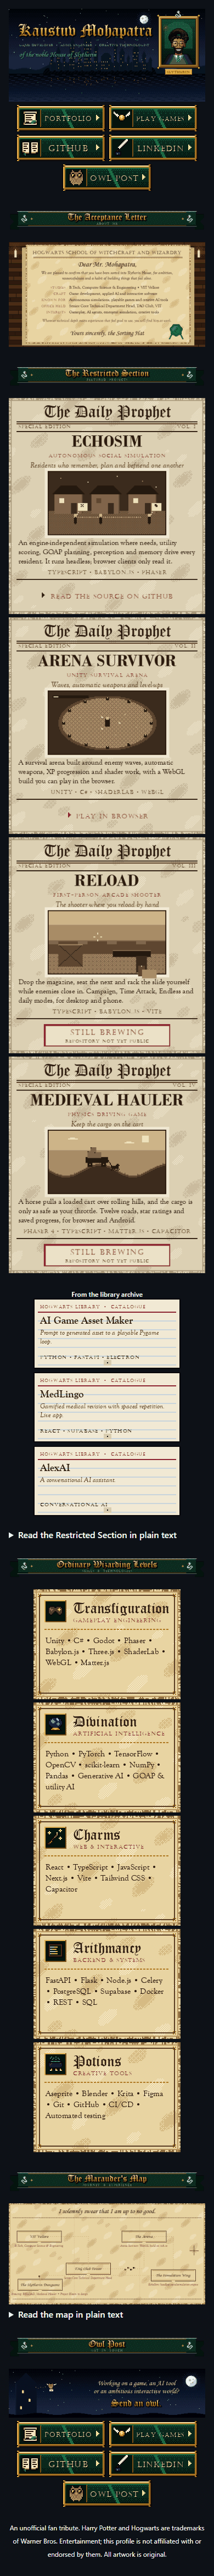 Kaustuv Mohapatra
of the noble House of Slytherin
PORTFOLIO
PLAY GAMES
GITHUB
LINKEDIN
OWL POST
The Acceptance Letter
HOGWARTS SCHOOL OF WITCHCRAFT AND WIZARDRY
Dear Mr. Mohapatra,
Yours sincerely, the Sorting Hat
The Restricted Section
The Daily Prophet
SPECIAL EDITION VOL. I
ECHOSIM
AUTONOMOUS SOCIAL SIMULATION
Residents who remember, plan and befriend one another
An engine-independent simulation where needs, utility
scoring, GOAP planning, perception and memory drive every
resident. It runs headless; browser clients only read it.
TYPESCRIPT • BABYLON.JS • PHASER
READ THE SOURCE ON GITHUB
The Daily Prophet
SPECIAL EDITION VOL. II
ARENA SURVIVOR
UNITY SURVIVAL ARENA
Waves, automatic weapons and levelups
A survival arena built around enemy waves, automatic
weapons, XP progression and shader work, with a WebGL
build you can play in the browser.
UNITY • C# • SHADERLAB • WEBGL
PLAY IN BROWSER
The Daily Prophet
SPECIAL EDITION VOL. III
RELOAD
FIRST-PERSON ARCADE SHOOTER
The shooter where you reload by hand
Drop the magazine, seat the next and rack the slide yourself
while enemies close in. Campaign, Time Attack, Endless and
daily modes, for desktop and phone.
TYPESCRIPT • BABYLON.JS • VITE
STILL BREWING
REPOSITORY NOT YET PUBLIC
The Daily Prophet
SPECIAL EDITION VOL. IV
MEDIEVAL HAULER
PHYSICS DRIVING GAME
Keep the cargo on the cart
A horse pulls a loaded cart over rolling hills, and the cargo is
only as safe as your throttle. Twelve roads, star ratings and
saved progress, for browser and Android.
PHASER 4 • TYPESCRIPT • MATTER.JS • CAPACITOR
STILL BREWING
REPOSITORY NOT YET PUBLIC
From the library archive
HOGWARTS LIBRARY • CATALOGUE
AI Game Asset Maker
Prompt to generated asset to a playable Pygame
loop.
PYTHON • FASTAPI • ELECTRON
HOGWARTS LIBRARY • CATALOGUE
MedLingo
Gamified medical revision with spaced repetition.
Live app.
REACT • SUPABASE • PYTHON
HOGWARTS LIBRARY • CATALOGUE
AlexAI
A conversational AI assistant.
CONVERSATIONAL AI
Read the Restricted Section in plain text
Ordinary Wizarding Levels
Transfiguration
GAMEPLAY ENGINEERING
Unity • C# • Godot • Phaser •
Babylon.js • Three.js • ShaderLab •
WebGL • Matter.js
Divination
ARTIFICIAL INTELLIGENCE
Python • PyTorch • TensorFlow •
OpenCV • scikit-learn • NumPy •
Pandas • Generative AI • GOAP &
utility AI
Charms
WEB & INTERACTIVE
React • TypeScript • JavaScript •
Next.js • Vite • Tailwind CSS •
Capacitor
Arithmancy
BACKEND & SYSTEMS
FastAPI • Flask • Node.js • Celery
• PostgreSQL • Supabase • Docker
• REST • SQL
Potions
CREATIVE TOOLS
Aseprite • Blender • Krita • Figma
• Git • GitHub • CI/CD •
Automated testing
The Marauder's Map
I solemnly swear that I am up to no good.
Read the map in plain text
Owl Post
Working on a game, an AI tool
or an ambitious interactive world?
Send an owl
PORTFOLIO
PLAY GAMES
GITHUB
LINKEDIN
OWL POST
An unofficial fan tribute. Harry Potter and Hogwarts are trademarks
of Warner Bros. Entertainment; this profile is not affiliated with or
endorsed by them. All artwork is original.